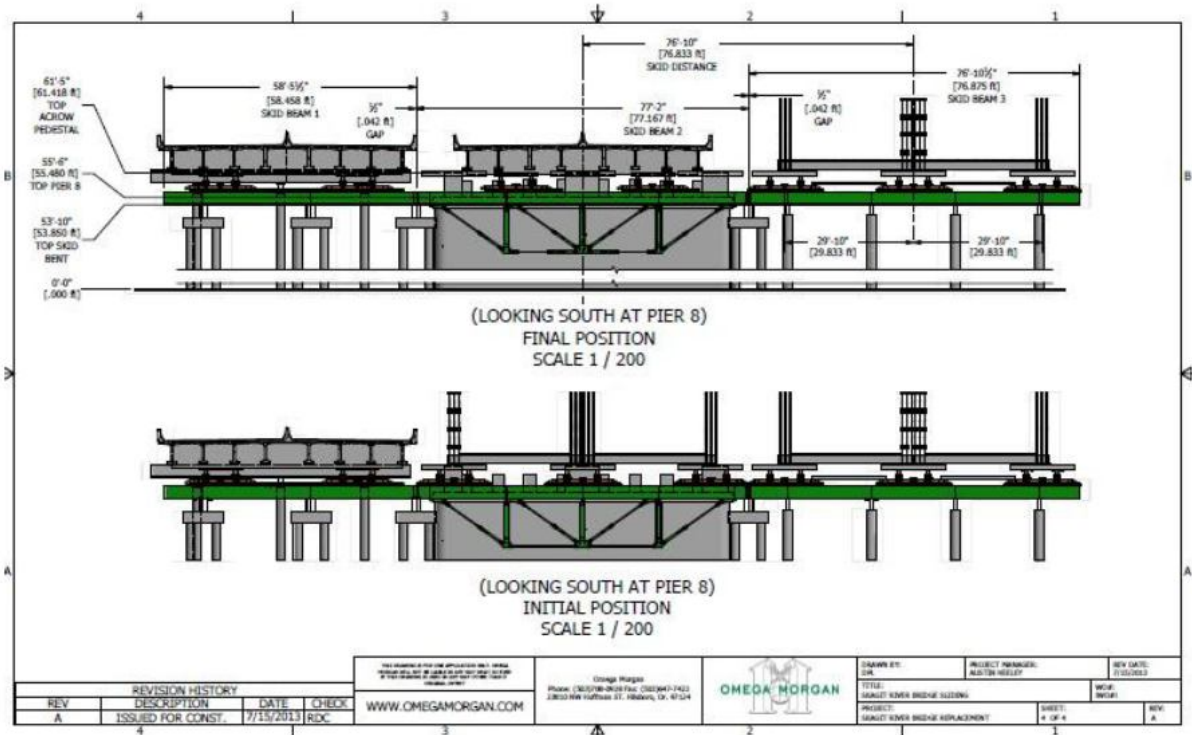 4 3 2 1
76'-10"
[76.833 ft]
SKID DISTANCE
61'-5"
[61.418 ft]
TOP
ACROW
PEDESTAL
58'-5½"
[58.458 ft]
SKID BEAM 1
½"
[.042 ft]
GAP
77'-2"
[77.167 ft]
SKID BEAM 2
½"
[.042 ft]
GAP
76'-10½"
[76.875 ft]
SKID BEAM 3
B
B
55'-6"
[55.480 ft]
TOP PIER 8
53'-10"
[53.850 ft]
TOP SKID
BENT
0'-0"
[.000 ft]
29'-10"
[29.833 ft]
29'-10"
[29.833 ft]
(LOOKING SOUTH AT PIER 8)
FINAL POSITION
SCALE 1 / 200
A
A
(LOOKING SOUTH AT PIER 8)
INITIAL POSITION
SCALE 1 / 200
REVISION HISTORY
REV DESCRIPTION DATE CHECK
A ISSUED FOR CONST. 7/15/2013 RDC
WWW.OMEGAMORGAN.COM
Omega Morgan
OMEGA MORGAN
DRAWN BY:
PROJECT MANAGER:
AUSTIN KEELEY
REV DATE:
7/15/2013
TITLE:
SKAGIT RIVER BRIDGE SLIDING
PROJECT:
SKAGIT RIVER BRIDGE REPLACEMENT
SHEET:
4 OF 4
REV:
A
4 3 2 1